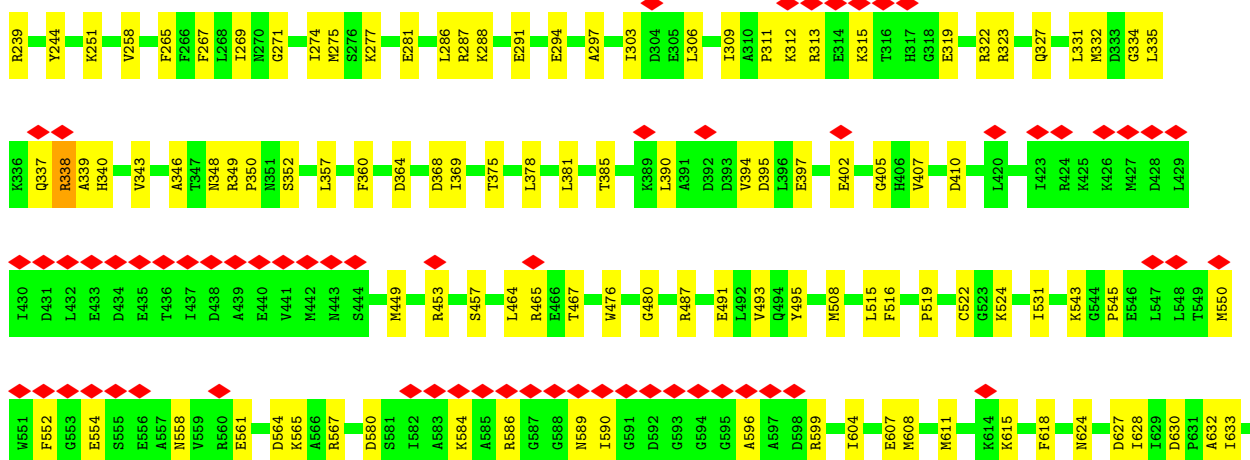 R239 Y244 K251 V258 F265 F266 F267 L268 I269 N270 G271 I274 M275 S276 K277 E281 L286 R287 K288 E291 E294 A297 I303 D304 E305 L306 I309 A310 P311 K312 R313 E314 K315 T316 H317 G318 E319 R322 R323 Q327 L331 M332 D333 G334 L335
K336 Q337 R338 A339 H340 V343 A346 T347 N348 R349 P350 N351 S352 L357 F360 D364 D368 I369 T375 L378 L381 T385 K389 L390 A391 D392 D393 V394 D395 L396 E397 E402 G405 H406 V407 D410 L420 I423 R424 K425 K426 M427 D428 L429
I430 D431 L432 E433 D434 E435 T436 I437 D438 A439 E440 V441 M442 N443 S444 M449 R453 S457 L464 R465 E466 T467 W476 G480 R487 E491 L492 V493 Q494 Y495 M508 L515 F516 P519 C522 G523 K524 I531 K543 G544 P545 E546 L547 L548 T549 M550
W551 F552 G553 E554 S555 E556 A557 N558 V559 R560 E561 D564 K565 A566 R567 D580 S581 I582 A583 K584 A585 R586 G587 G588 N589 I590 G591 D592 G593 G594 G595 A596 A597 D598 R599 I604 E607 M608 M611 K614 K615 F618 N624 D627 I628 I629 D630 P631 A632 I633